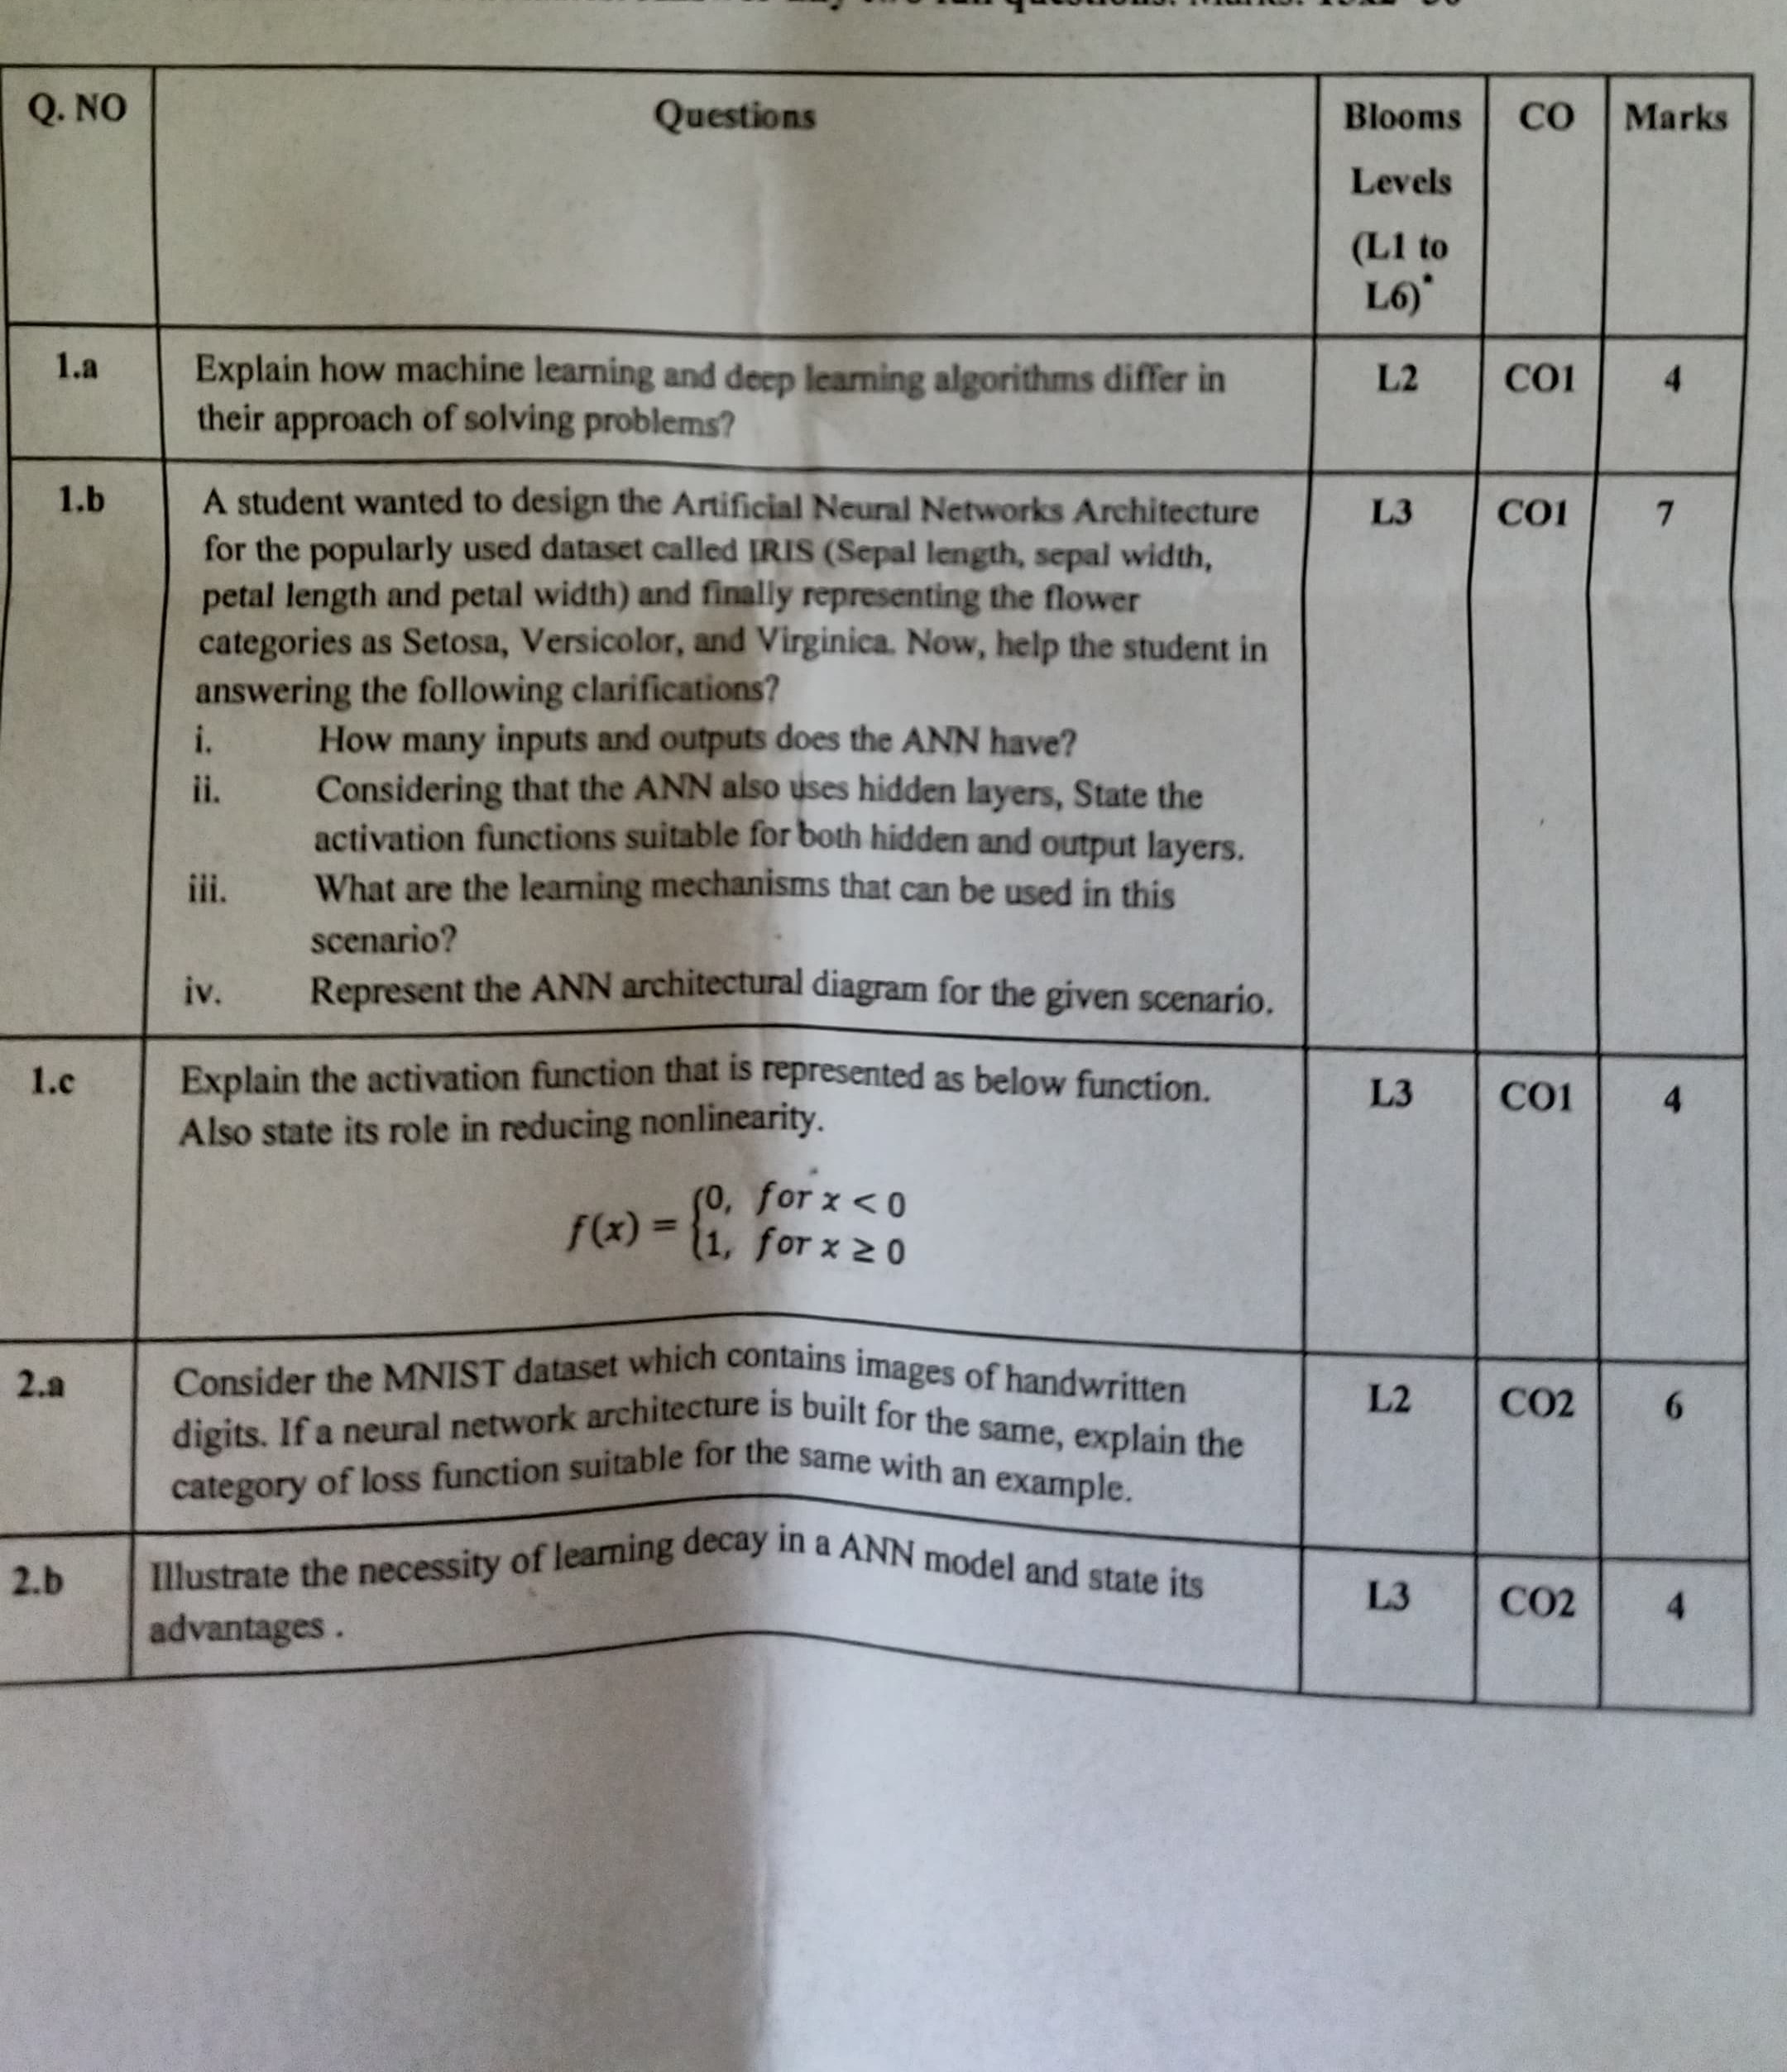 two full questions. Marks:
Q. NO Questions Blooms CO Marks
Levels
(L1 to
L6)*
1.a Explain how machine learning and deep learning algorithms differ in L2 CO1 4
their approach of solving problems?
1.b A student wanted to design the Artificial Neural Networks Architecture L3 CO1 7
for the popularly used dataset called IRIS (Sepal length, sepal width,
petal length and petal width) and finally representing the flower
categories as Setosa, Versicolor, and Virginica. Now, help the student in
answering the following clarifications?
i. How many inputs and outputs does the ANN have?
ii. Considering that the ANN also uses hidden layers, State the
activation functions suitable for both hidden and output layers.
iii. What are the learning mechanisms that can be used in this
scenario?
iv. Represent the ANN architectural diagram for the given scenario.
1.c Explain the activation function that is represented as below function. L3 CO1 4
Also state its role in reducing nonlinearity.
f(x) = {0, for x < 0
1, for x ≥ 0
2.a Consider the MNIST dataset which contains images of handwritten L2 CO2 6
digits. If a neural network architecture is built for the same, explain the
category of loss function suitable for the same with an example.
2.b Illustrate the necessity of learning decay in a ANN model and state its L3 CO2 4
advantages .